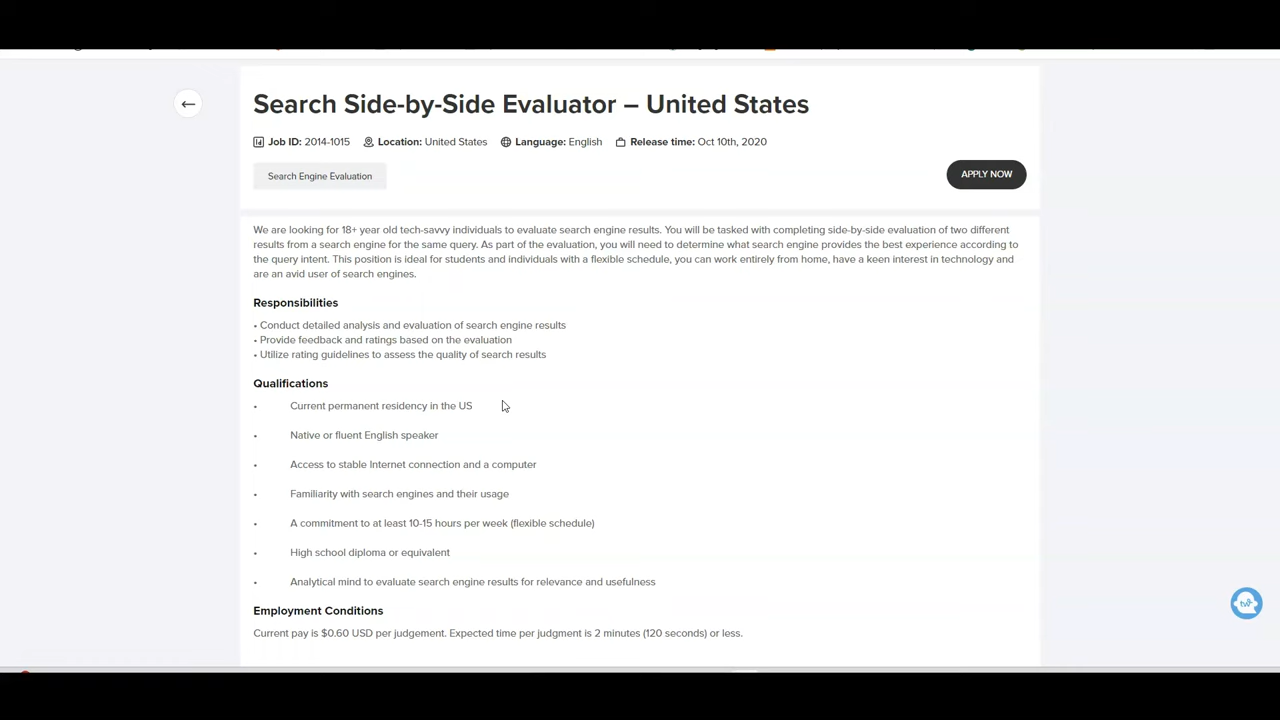 Search Side-by-Side Evaluator – United States
Job ID: 2014-1015 Location: United States Language: English Release time: Oct 10th, 2020
Search Engine Evaluation
APPLY NOW
We are looking for 18+ year old tech-savvy individuals to evaluate search engine results. You will be tasked with completing side-by-side evaluation of two different
results from a search engine for the same query. As part of the evaluation, you will need to determine what search engine provides the best experience according to
the query intent. This position is ideal for students and individuals with a flexible schedule, you can work entirely from home, have a keen interest in technology and
are an avid user of search engines.
Responsibilities
• Conduct detailed analysis and evaluation of search engine results
• Provide feedback and ratings based on the evaluation
• Utilize rating guidelines to assess the quality of search results
Qualifications
• Current permanent residency in the US
• Native or fluent English speaker
• Access to stable Internet connection and a computer
• Familiarity with search engines and their usage
• A commitment to at least 10-15 hours per week (flexible schedule)
• High school diploma or equivalent
• Analytical mind to evaluate search engine results for relevance and usefulness
Employment Conditions
Current pay is $0.60 USD per judgement. Expected time per judgment is 2 minutes (120 seconds) or less.